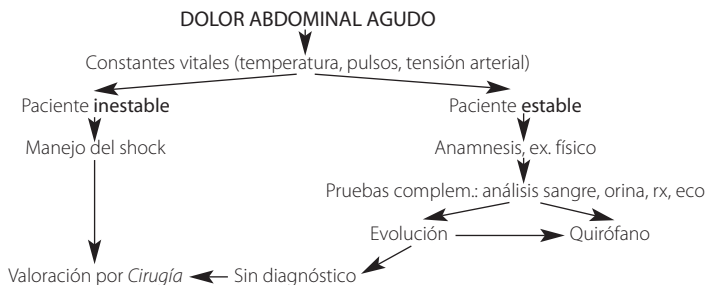 DOLOR ABDOMINAL AGUDO
Constantes vitales (temperatura, pulsos, tensión arterial)
Paciente inestable
Paciente estable
Manejo del shock
Anamnesis, ex. físico
Pruebas complem.: análisis sangre, orina, rx, eco
Evolución
Quirófano
Valoración por Cirugía
Sin diagnóstico